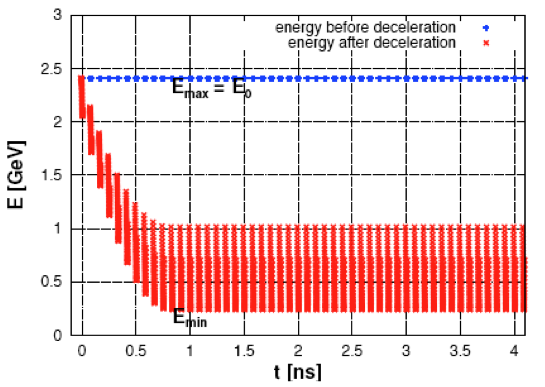 3
2.5
2
1.5
1
0.5
0
E [GeV]
energy before deceleration
energy after deceleration
Emax = E0
Emin
0 0.5 1 1.5 2 2.5 3 3.5 4
t [ns]